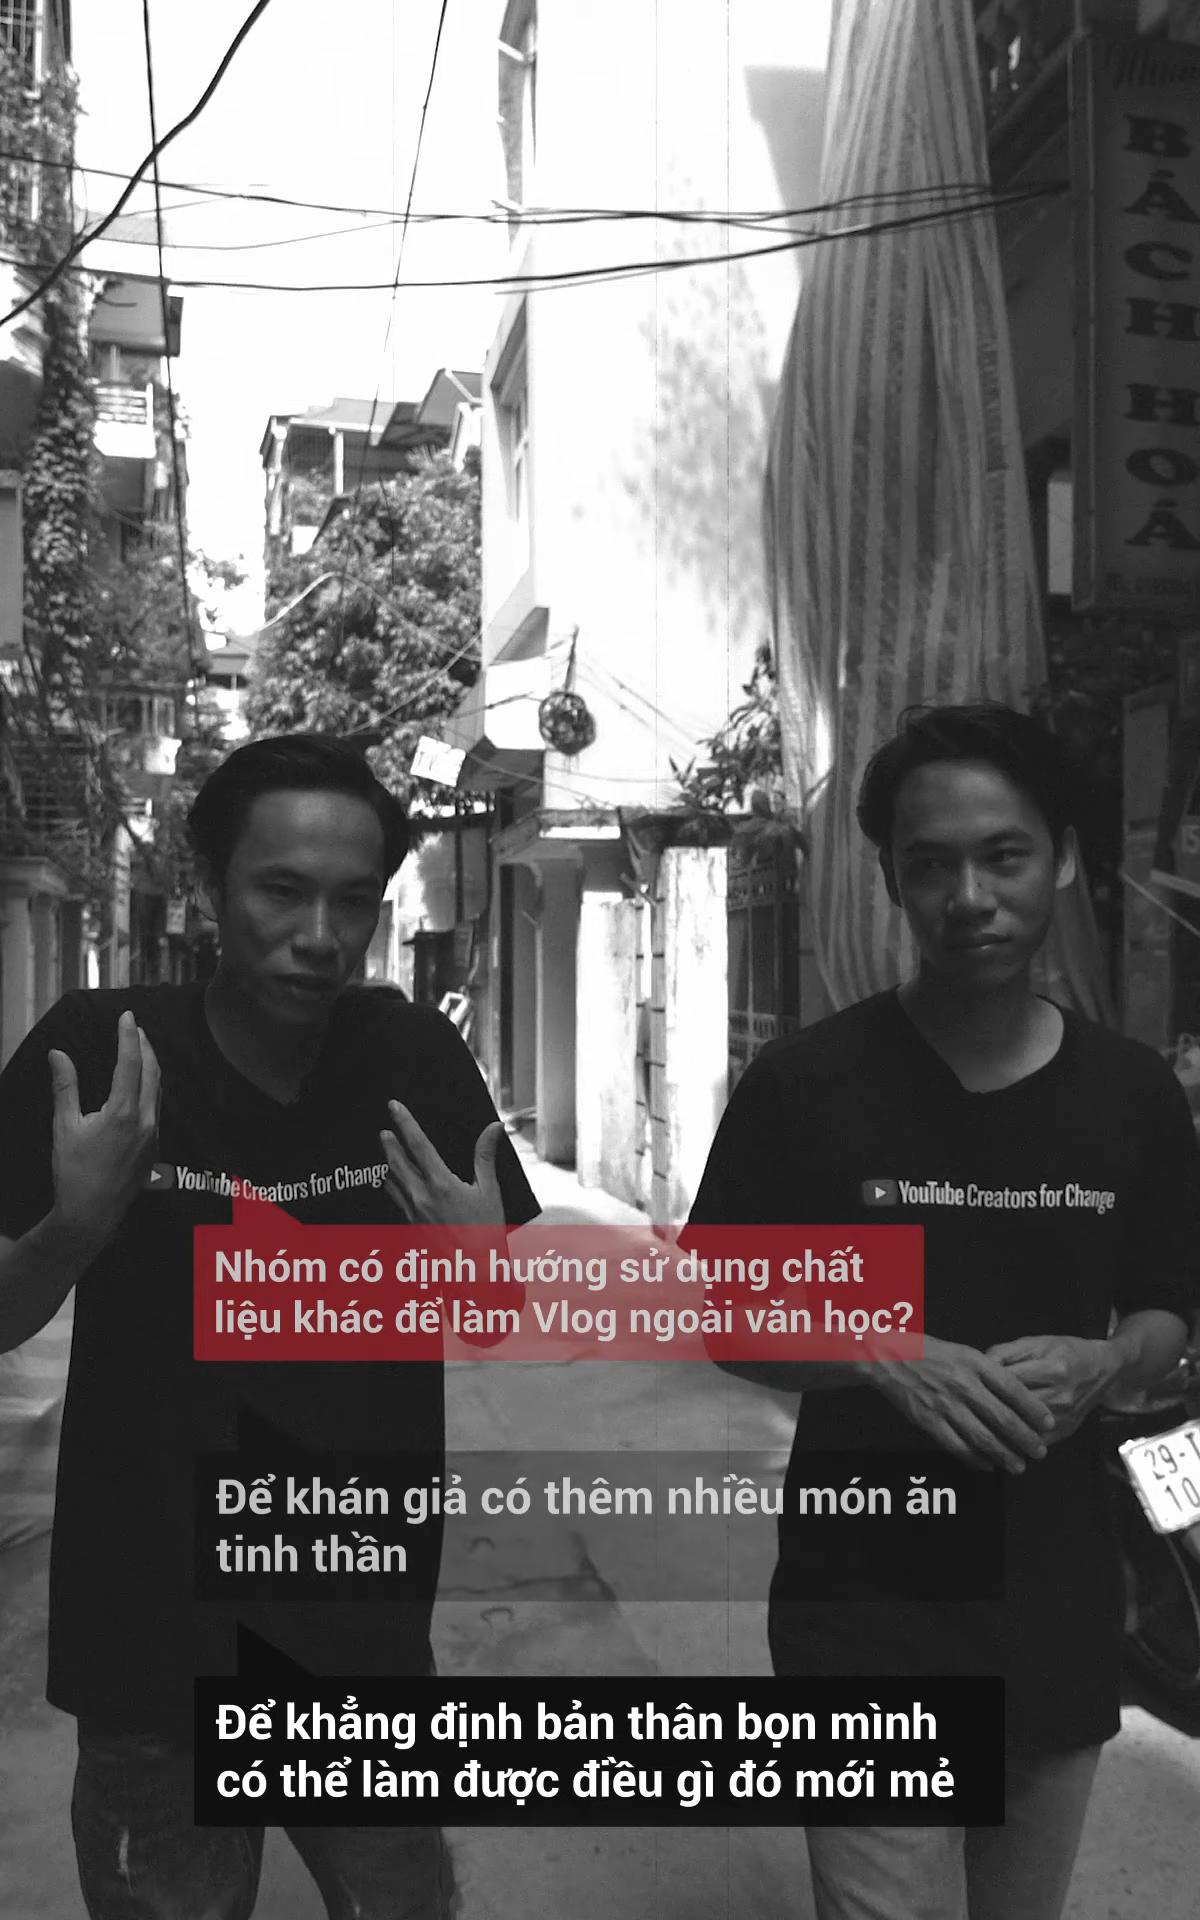 BÁCH HOÁ
YouTube Creators for Change
YouTube Creators for Change
Nhóm có định hướng sử dụng chất
liệu khác để làm Vlog ngoài văn học?
29-T
10
Để khán giả có thêm nhiều món ăn
tinh thần
Để khẳng định bản thân bọn mình
có thể làm được điều gì đó mới mẻ